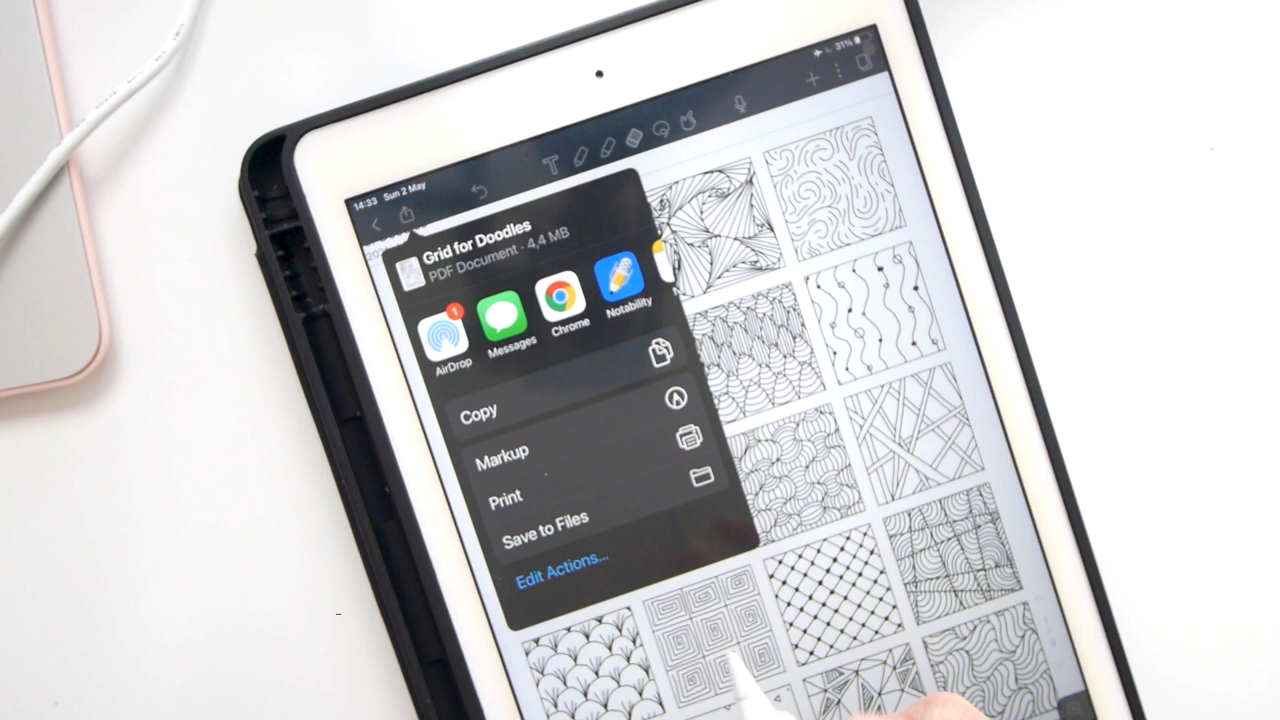 14:33 Sun 2 May
31%
T
Grid for Doodles
PDF Document · 4,4 MB
1
AirDrop
Messages
Chrome
Notability
Copy
Markup
Print
Save to Files
Edit Actions...